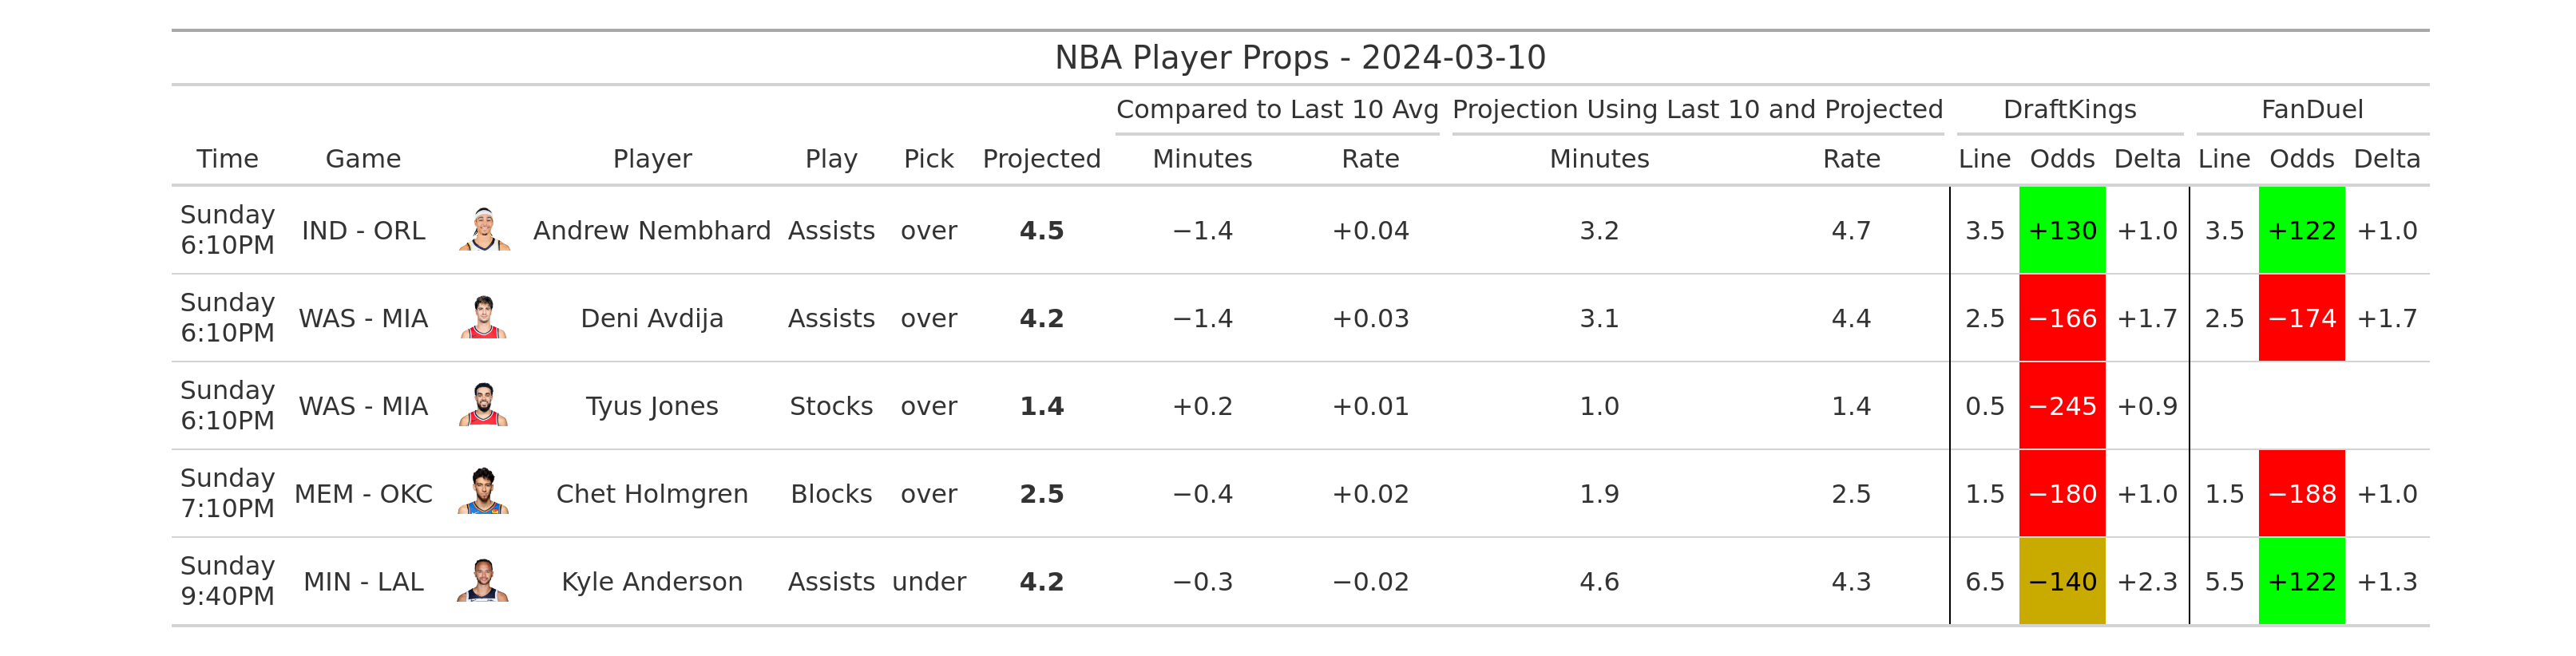 NBA Player Props - 2024-03-10
Compared to Last 10 Avg Projection Using Last 10 and Projected DraftKings FanDuel
Time Game Player Play Pick Projected Minutes Rate Minutes Rate Line Odds Delta Line Odds Delta
Sunday
6:10PM IND - ORL Andrew Nembhard Assists over 4.5 −1.4 +0.04 3.2 4.7 3.5 +130 +1.0 3.5 +122 +1.0
Sunday
6:10PM WAS - MIA Deni Avdija Assists over 4.2 −1.4 +0.03 3.1 4.4 2.5 −166 +1.7 2.5 −174 +1.7
Sunday
6:10PM WAS - MIA Tyus Jones Stocks over 1.4 +0.2 +0.01 1.0 1.4 0.5 −245 +0.9
Sunday
7:10PM MEM - OKC Chet Holmgren Blocks over 2.5 −0.4 +0.02 1.9 2.5 1.5 −180 +1.0 1.5 −188 +1.0
Sunday
9:40PM MIN - LAL Kyle Anderson Assists under 4.2 −0.3 −0.02 4.6 4.3 6.5 −140 +2.3 5.5 +122 +1.3